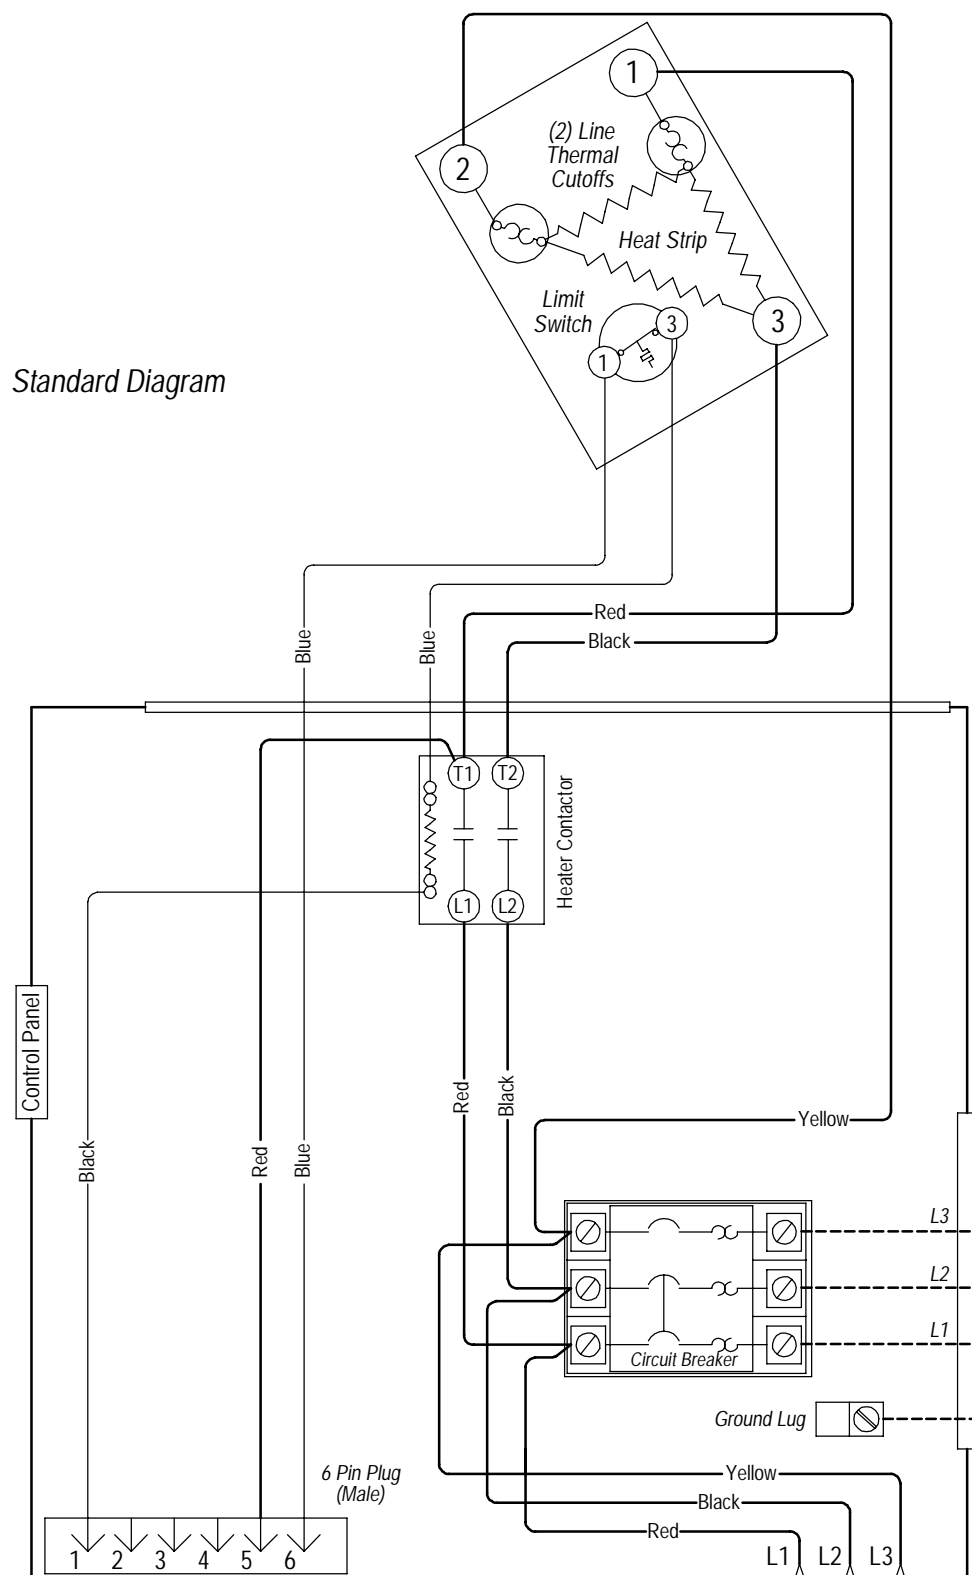 1
(2) Line
Thermal
Cutoffs
2
Heat Strip
Limit
Switch
3
3
1
Standard Diagram
Red
Black
Blue
Blue
T1
T2
Heater Contactor
L1
L2
Control Panel
Red
Black
Yellow
Black
Red
Blue
L3
L2
L1
Circuit Breaker
Ground Lug
6 Pin Plug
(Male)
Yellow
Black
Red
1 2 3 4 5 6
L1 L2 L3